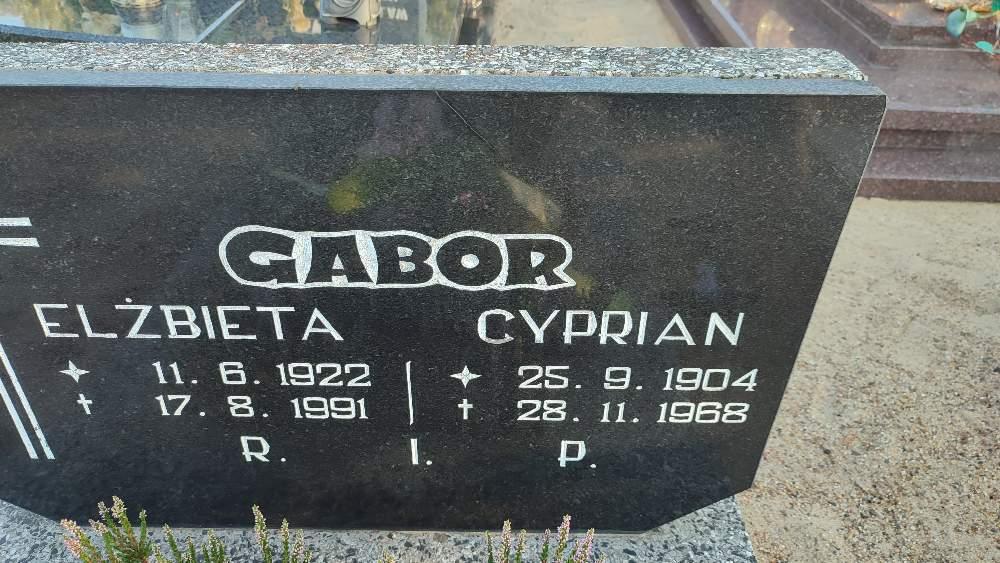 GABOR
ELŻBIETA CYPRIAN
11. 6. 1922 25. 9. 1904
† 17. 8. 1991 † 28. 11. 1968
R. I. P.